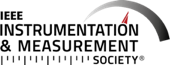 IEEE
INSTRUMENTATION
& MEASUREMENT
SOCIETY®